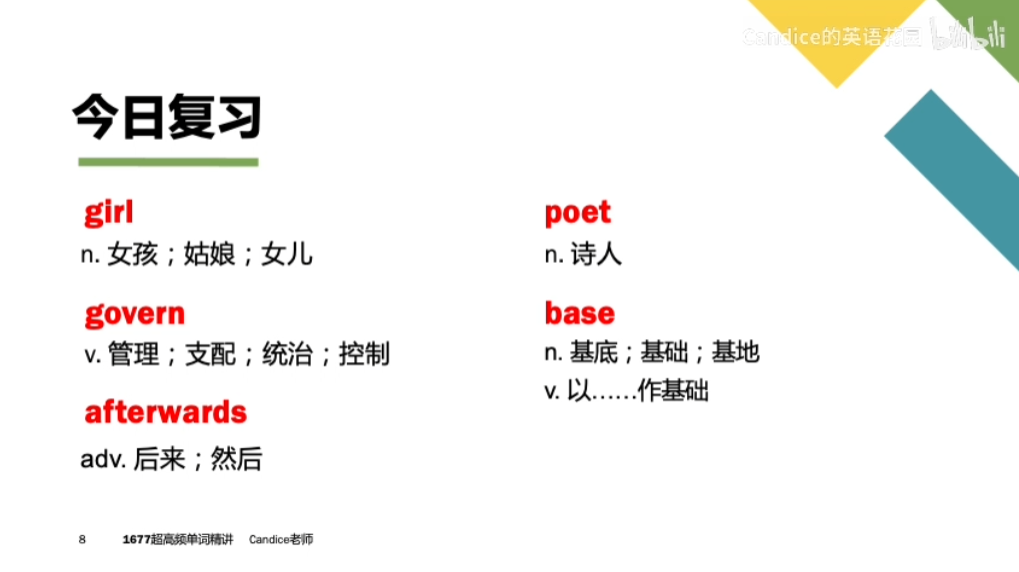 Candice的英语花园 bilibili
今日复习
girl
n. 女孩；姑娘；女儿
govern
v. 管理；支配；统治；控制
afterwards
adv. 后来；然后
poet
n. 诗人
base
n. 基底；基础；基地
v. 以……作基础
8 1677超高频单词精讲 Candice老师